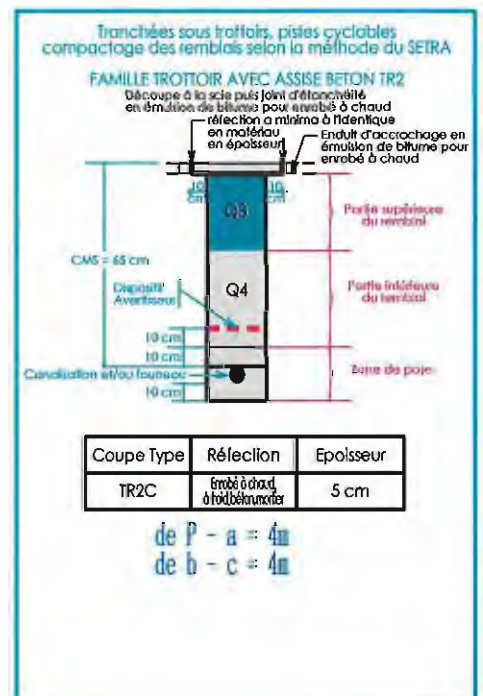 Tranchées sous trottoirs, pistes cyclables
compactage des remblais selon la méthode du SETRA
FAMILLE TROTTOIR AVEC ASSISE BETON TR2
Découpe à la scie puis joint d'étanchéité
en émulsion de bitume pour enrobé à chaud
réfection a minima à l'identique
en matériau
en épaisseur
Enduit d'accrochage en
émulsion de bitume pour
enrobé à chaud
10 cm
10 cm
Q3
Partie supérieure
du remblai
CMS = 65 cm
Q4
Dispositif
Avertisseur
Partie inférieure
du remblai
10 cm
10 cm
Zone de pose
Canalisation et/ou fourreau
10 cm
Coupe Type Réfection Epaisseur
TR2C Enrobé à chaud, à froid, béton, mortier 5 cm
de P - a = 4m
de b - c = 4m